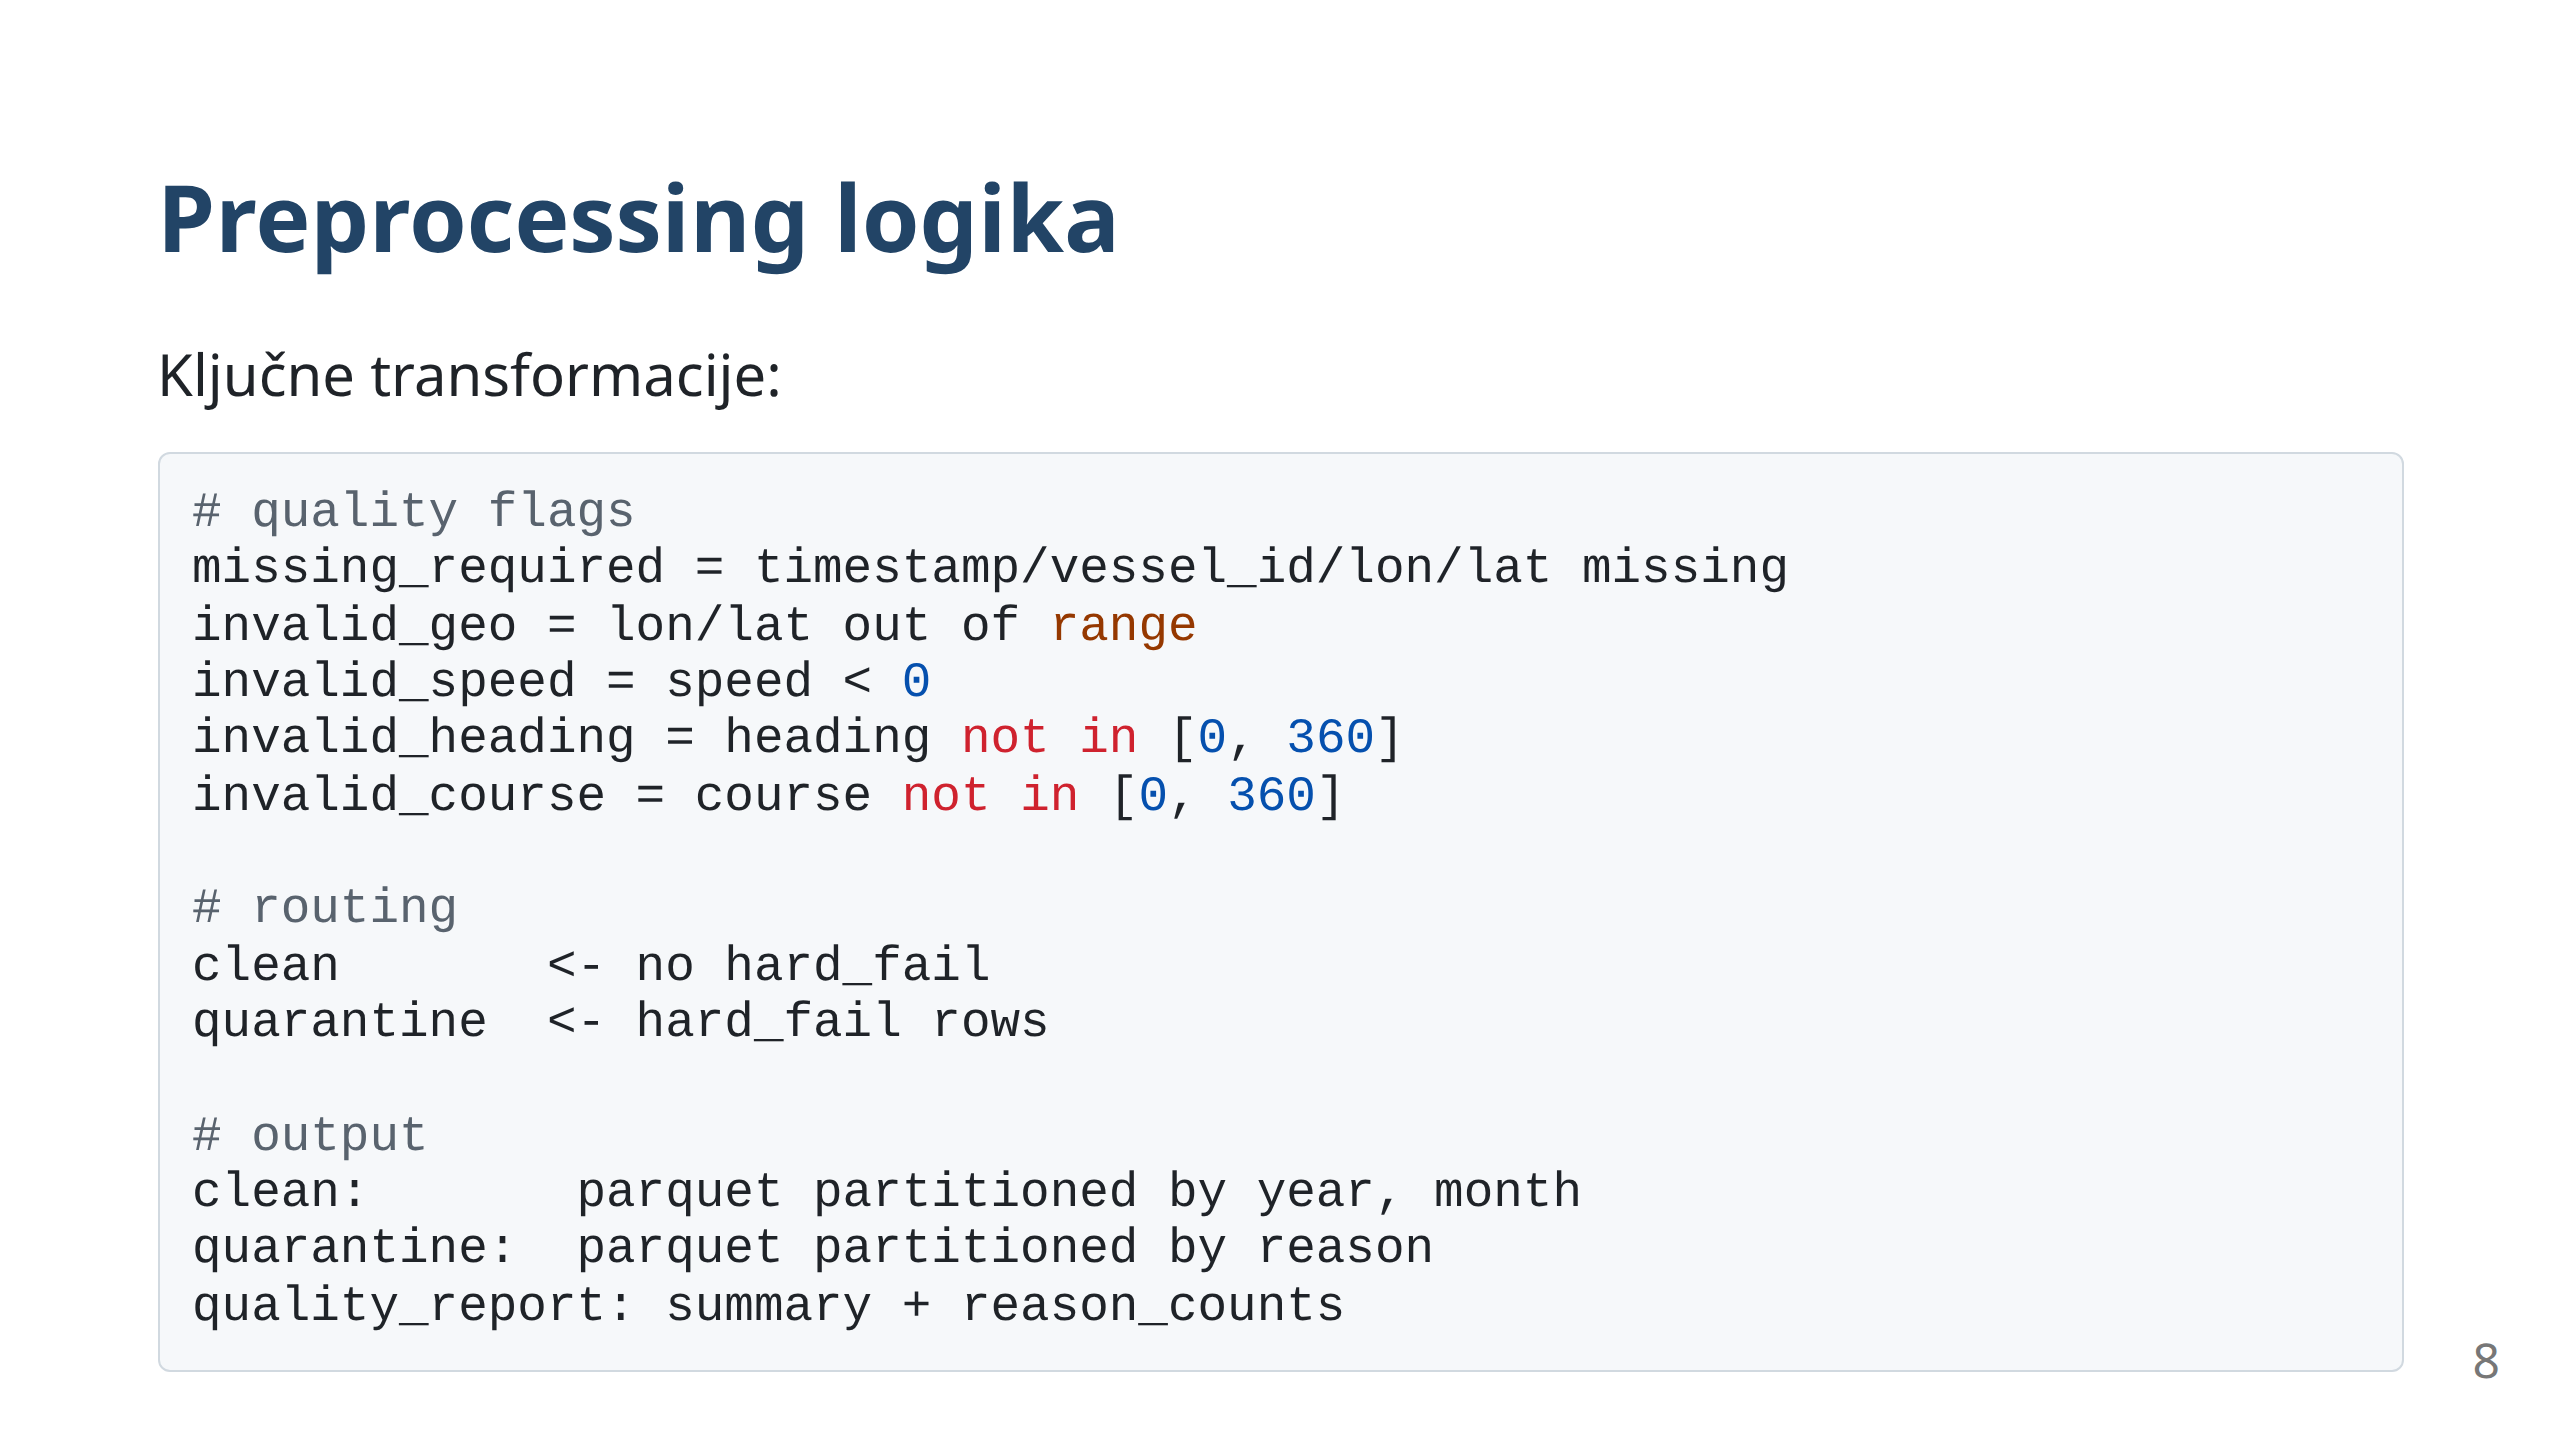 Preprocessing logika
Ključne transformacije:
# quality flags
missing_required = timestamp/vessel_id/lon/lat missing
invalid_geo = lon/lat out of range
invalid_speed = speed < 0
invalid_heading = heading not in [0, 360]
invalid_course = course not in [0, 360]
# routing
clean       <- no hard_fail
quarantine  <- hard_fail rows
# output
clean:       parquet partitioned by year, month
quarantine:  parquet partitioned by reason
quality_report: summary + reason_counts
8